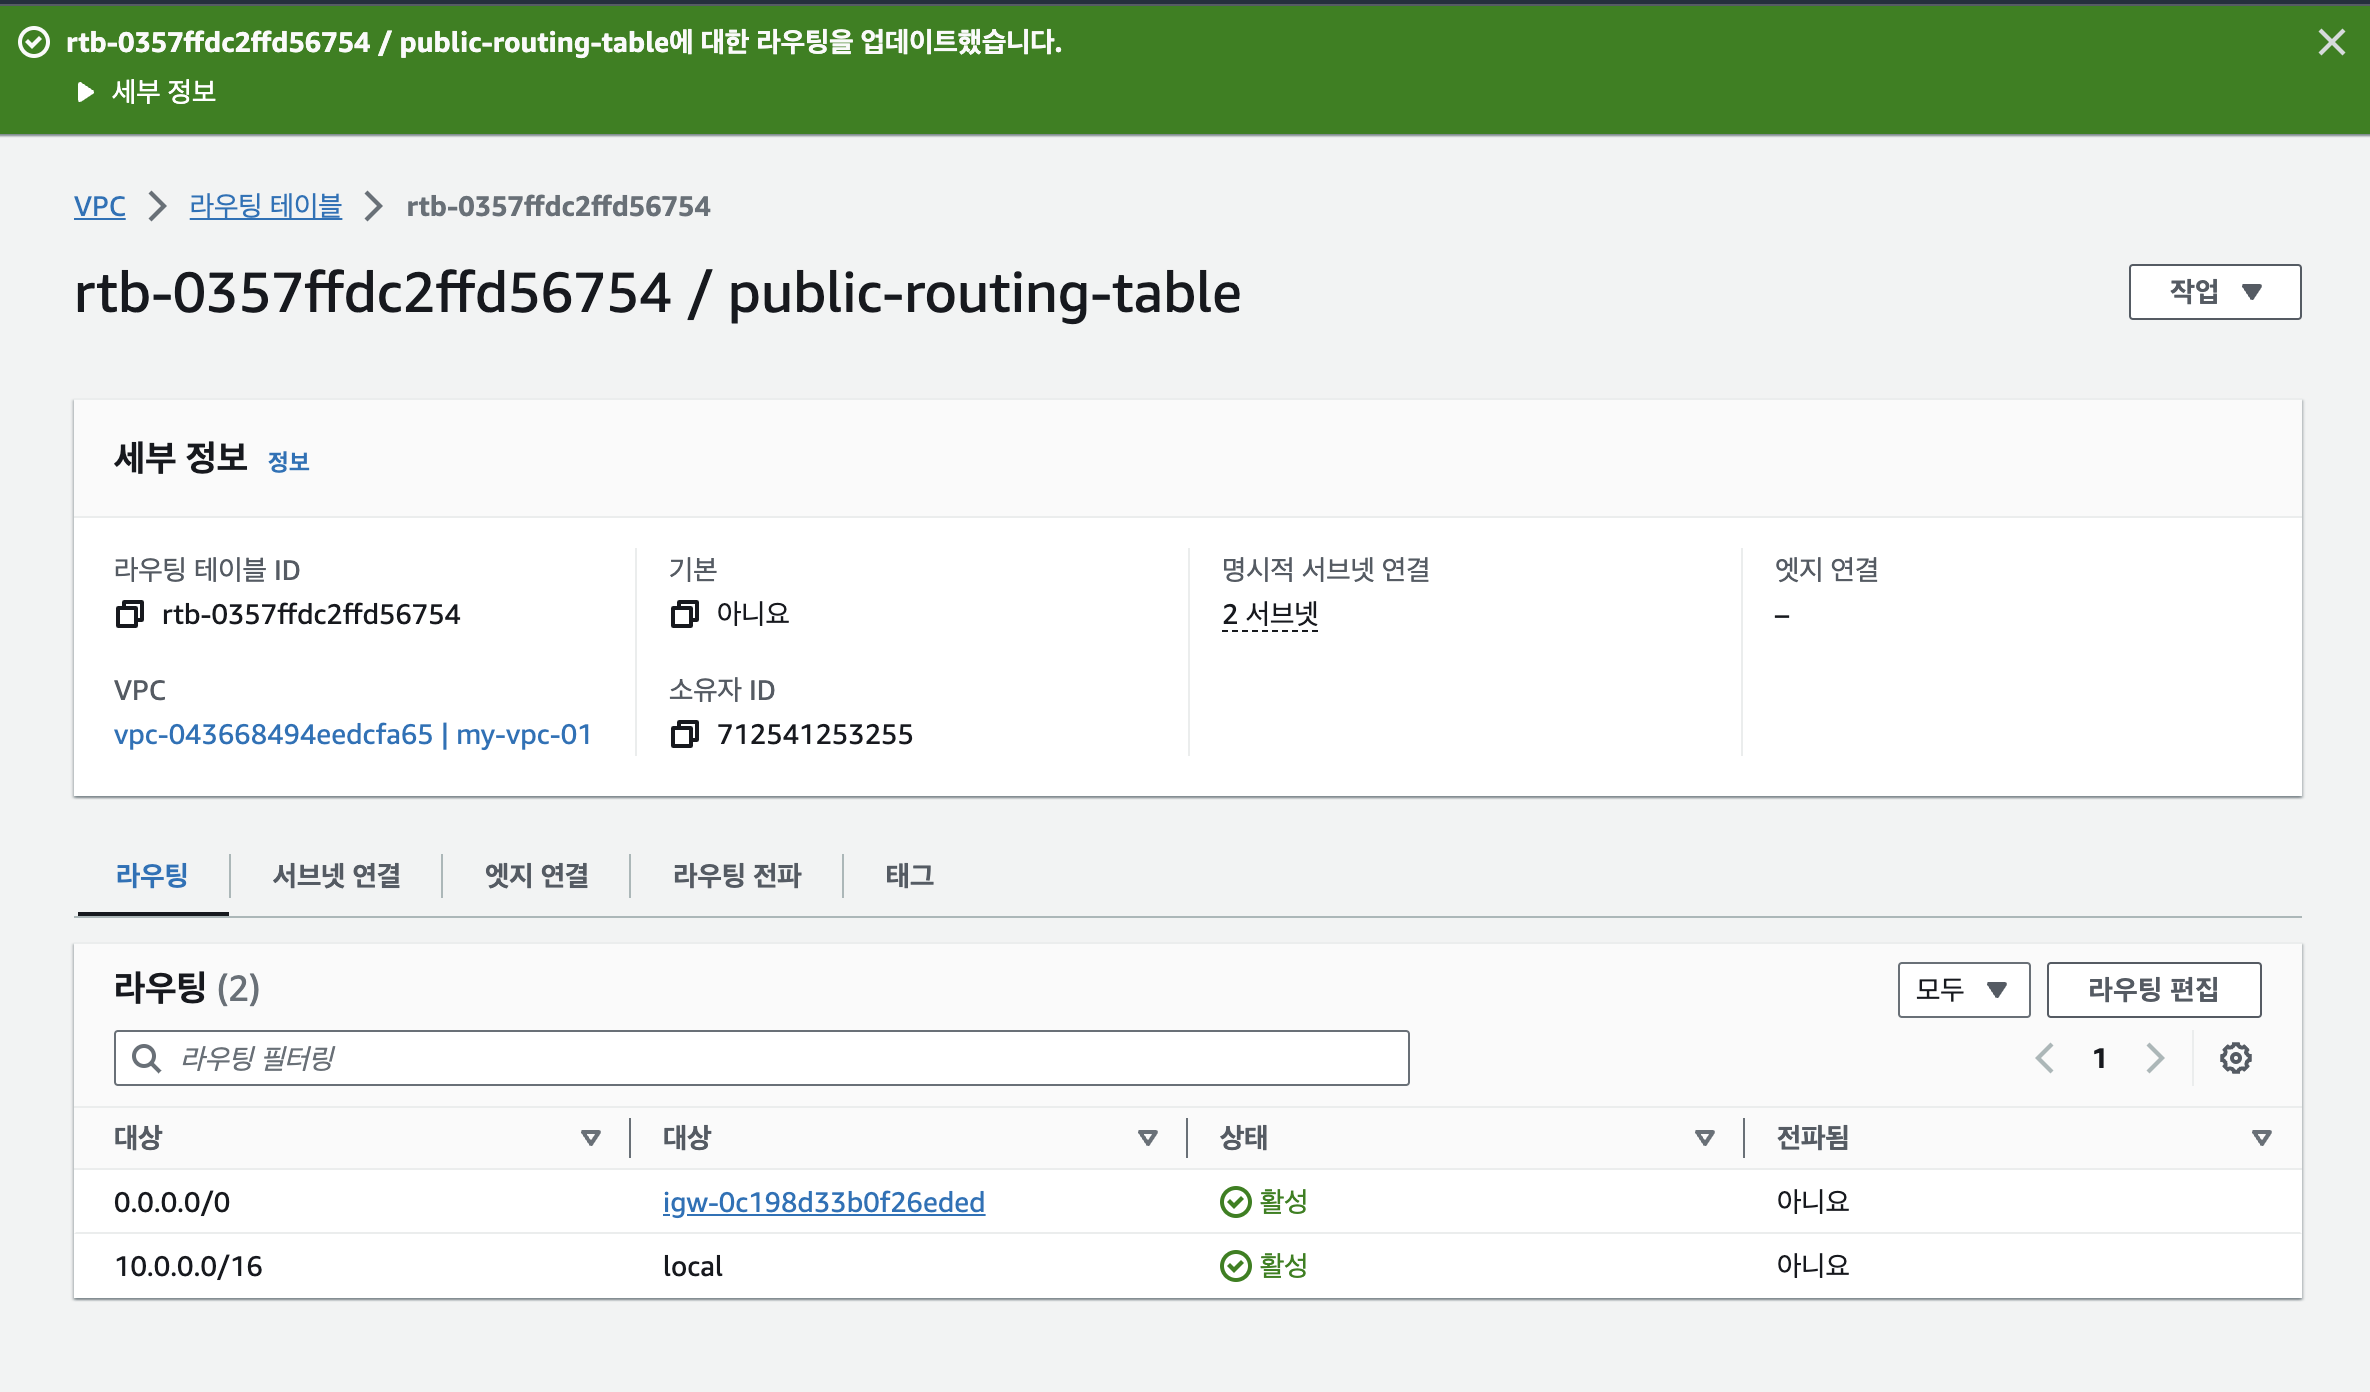 rtb-0357ffdc2ffd56754 / public-routing-table에 대한 라우팅을 업데이트했습니다.
세부 정보
VPC 라우팅 테이블 rtb-0357ffdc2ffd56754
rtb-0357ffdc2ffd56754 / public-routing-table
작업
세부 정보 정보
라우팅 테이블 ID
rtb-0357ffdc2ffd56754
기본
아니요
명시적 서브넷 연결
2 서브넷
엣지 연결
–
VPC
vpc-043668494eedcfa65 | my-vpc-01
소유자 ID
712541253255
라우팅 서브넷 연결 엣지 연결 라우팅 전파 태그
라우팅 (2)
모두
라우팅 편집
라우팅 필터링
1
대상 대상 상태 전파됨
0.0.0.0/0 igw-0c198d33b0f26eded 활성 아니요
10.0.0.0/16 local 활성 아니요